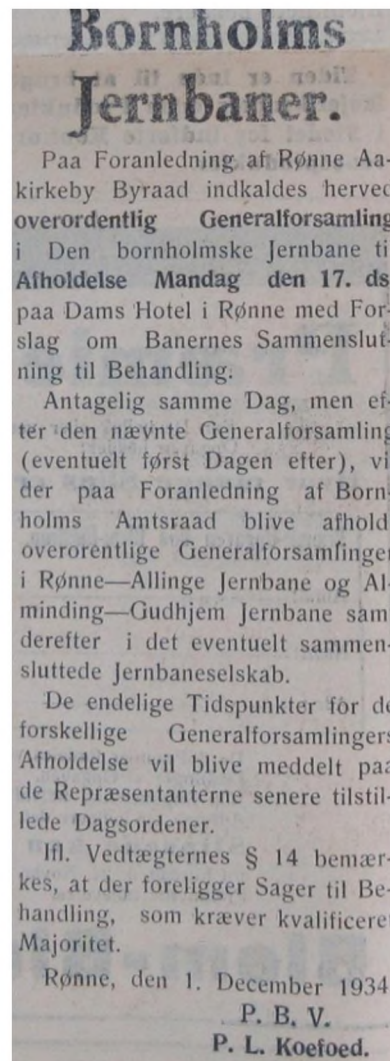 Bornholms
Jernbaner.
Paa Foranledning af Rønne Aa-
kirkeby Byraad indkaldes herved
overordentlig Generalforsamling
i Den bornholmske Jernbane ti
Afholdelse Mandag den 17. ds
paa Dams Hotel i Rønne med For-
slag om Banernes Sammenslut-
ning til Behandling.
Antagelig samme Dag, men ef-
ter den nævnte Generalforsamling
(eventuelt først Dagen efter), vi
der paa Foranledning af Born-
holms Amtsraad blive afhold
overorentlige Generalforsamlinger
i Rønne—Allinge Jernbane og Al-
minding—Gudhjem Jernbane sam
derefter i det eventuelt sammen-
sluttede Jernbaneselskab.
De endelige Tidspunkter for de
forskellige Generalforsamlingers
Afholdelse vil blive meddelt paa
de Repræsentanterne senere tilstil-
lede Dagsordener.
Ifl. Vedtægternes § 14 bemær-
kes, at der foreligger Sager til Be-
handling, som kræver kvalificeret
Majoritet.
Rønne, den 1. December 1934
P. B. V.
P. L. Koefoed.